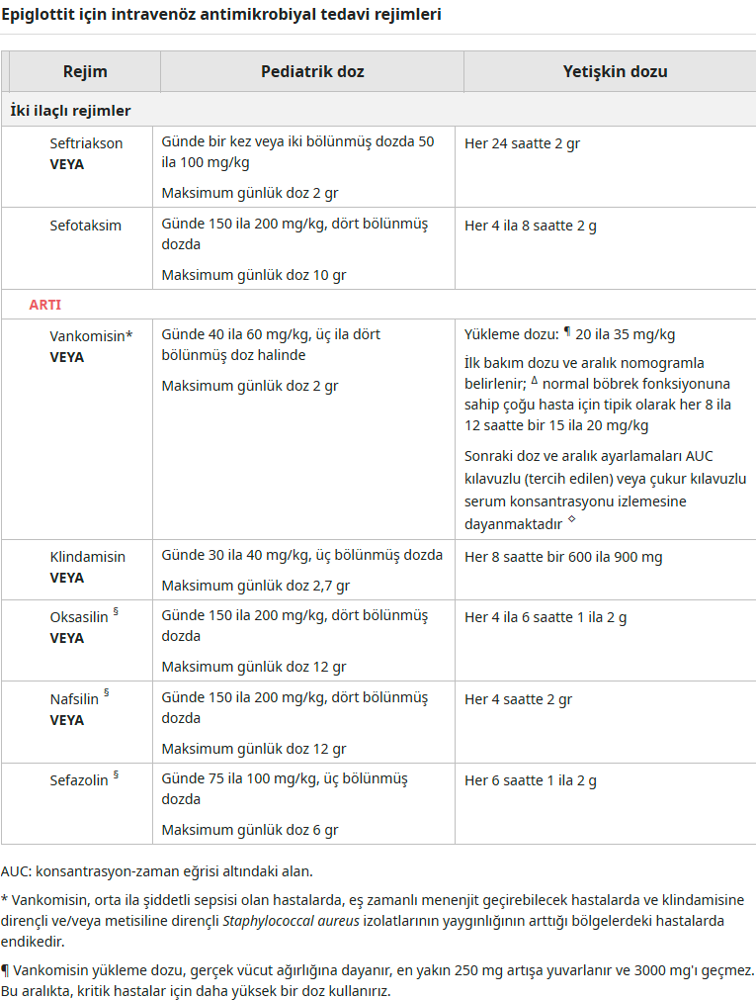 Epiglottit için intravenöz antimikrobiyal tedavi rejimleri
Rejim Pediatrik doz Yetişkin dozu
İki ilaçlı rejimler
Seftriakson
VEYA
Günde bir kez veya iki bölünmüş dozda 50
ila 100 mg/kg
Maksimum günlük doz 2 gr
Her 24 saatte 2 gr
Sefotaksim
Günde 150 ila 200 mg/kg, dört bölünmüş
dozda
Maksimum günlük doz 10 gr
Her 4 ila 8 saatte 2 g
ARTI
Vankomisin*
VEYA
Günde 40 ila 60 mg/kg, üç ila dört
bölünmüş doz halinde
Maksimum günlük doz 2 gr
Yükleme dozu: ¶ 20 ila 35 mg/kg
İlk bakım dozu ve aralık nomogramla
belirlenir; Δ normal böbrek fonksiyonuna
sahip çoğu hasta için tipik olarak her 8 ila
12 saatte bir 15 ila 20 mg/kg
Sonraki doz ve aralık ayarlamaları AUC
kılavuzlu (tercih edilen) veya çukur kılavuzlu
serum konsantrasyonu izlemesine
dayanmaktadır ◊
Klindamisin
VEYA
Günde 30 ila 40 mg/kg, üç bölünmüş dozda
Maksimum günlük doz 2,7 gr
Her 8 saatte bir 600 ila 900 mg
Oksasilin §
VEYA
Günde 150 ila 200 mg/kg, dört bölünmüş
dozda
Maksimum günlük doz 12 gr
Her 4 ila 6 saatte 1 ila 2 g
Nafsilin §
VEYA
Günde 150 ila 200 mg/kg, dört bölünmüş
dozda
Maksimum günlük doz 12 gr
Her 4 saatte 2 gr
Sefazolin §
Günde 75 ila 100 mg/kg, üç bölünmüş
dozda
Maksimum günlük doz 6 gr
Her 6 saatte 1 ila 2 g
AUC: konsantrasyon-zaman eğrisi altındaki alan.
* Vankomisin, orta ila şiddetli sepsisi olan hastalarda, eş zamanlı menenjit geçirebilecek hastalarda ve klindamisine
dirençli ve/veya metisiline dirençli Staphylococcal aureus izolatlarının yaygınlığının arttığı bölgelerdeki hastalarda
endikedir.
¶ Vankomisin yükleme dozu, gerçek vücut ağırlığına dayanır, en yakın 250 mg artışa yuvarlanır ve 3000 mg'ı geçmez.
Bu aralıkta, kritik hastalar için daha yüksek bir doz kullanırız.